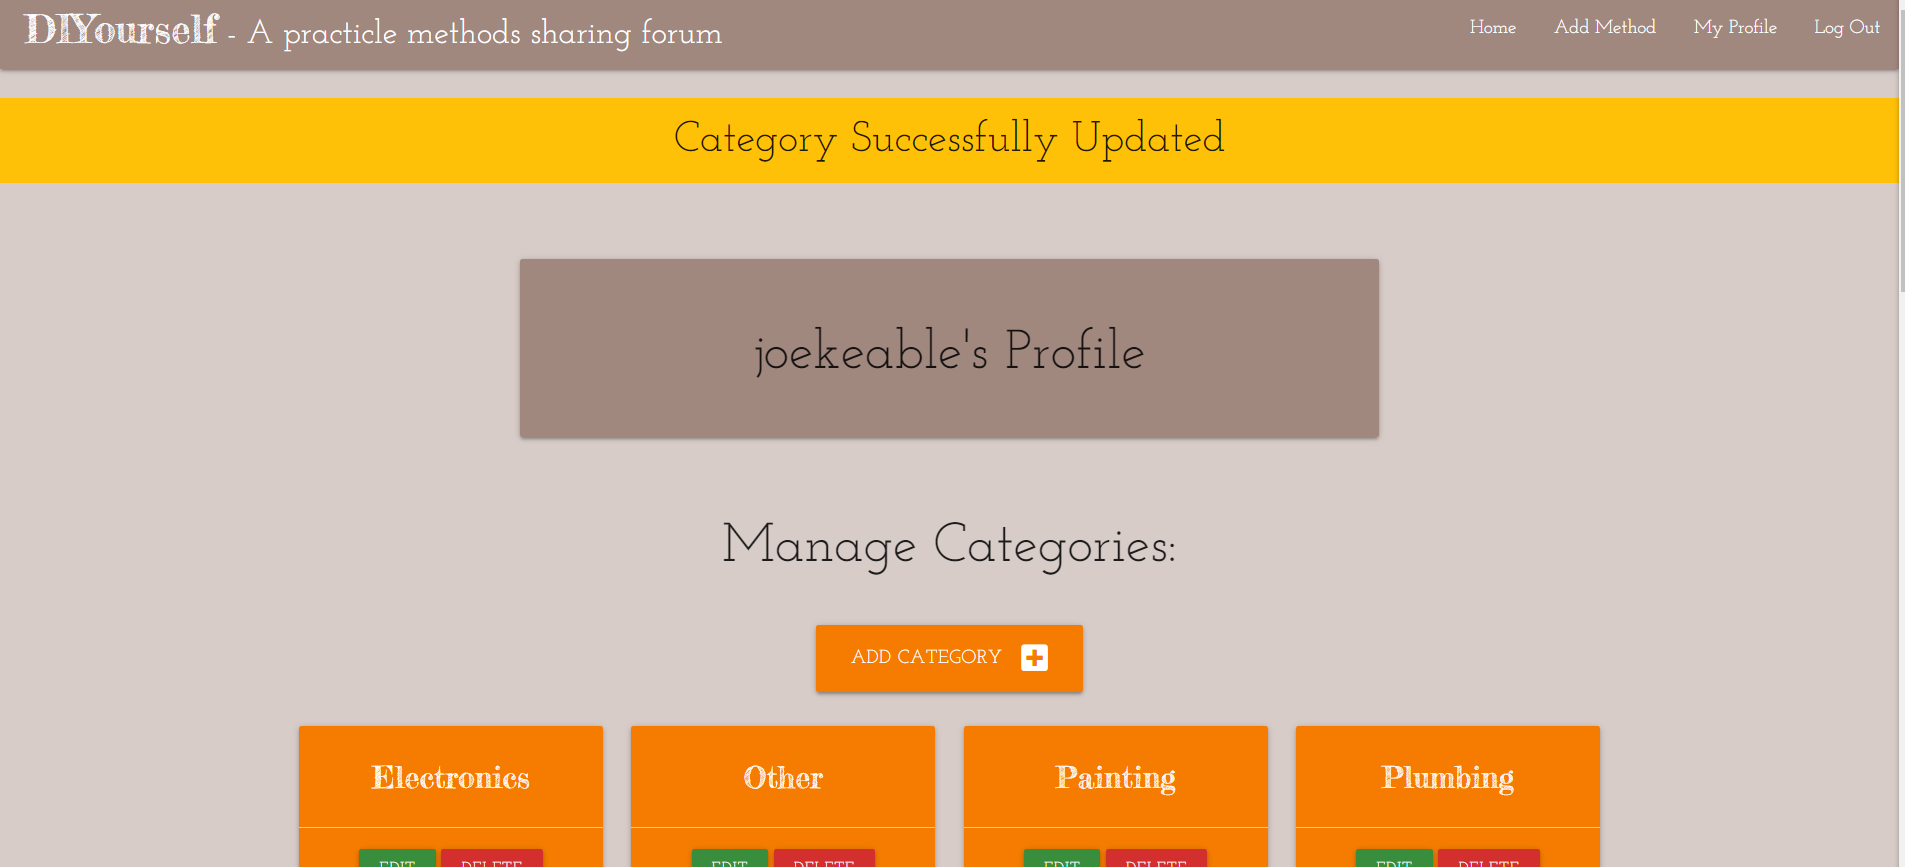 DIYourself - A practicle methods sharing forum
Home Add Method My Profile Log Out
Category Successfully Updated
joekeable's Profile
Manage Categories:
ADD CATEGORY
Electronics Other Painting Plumbing
EDIT DELETE EDIT DELETE EDIT DELETE EDIT DELETE